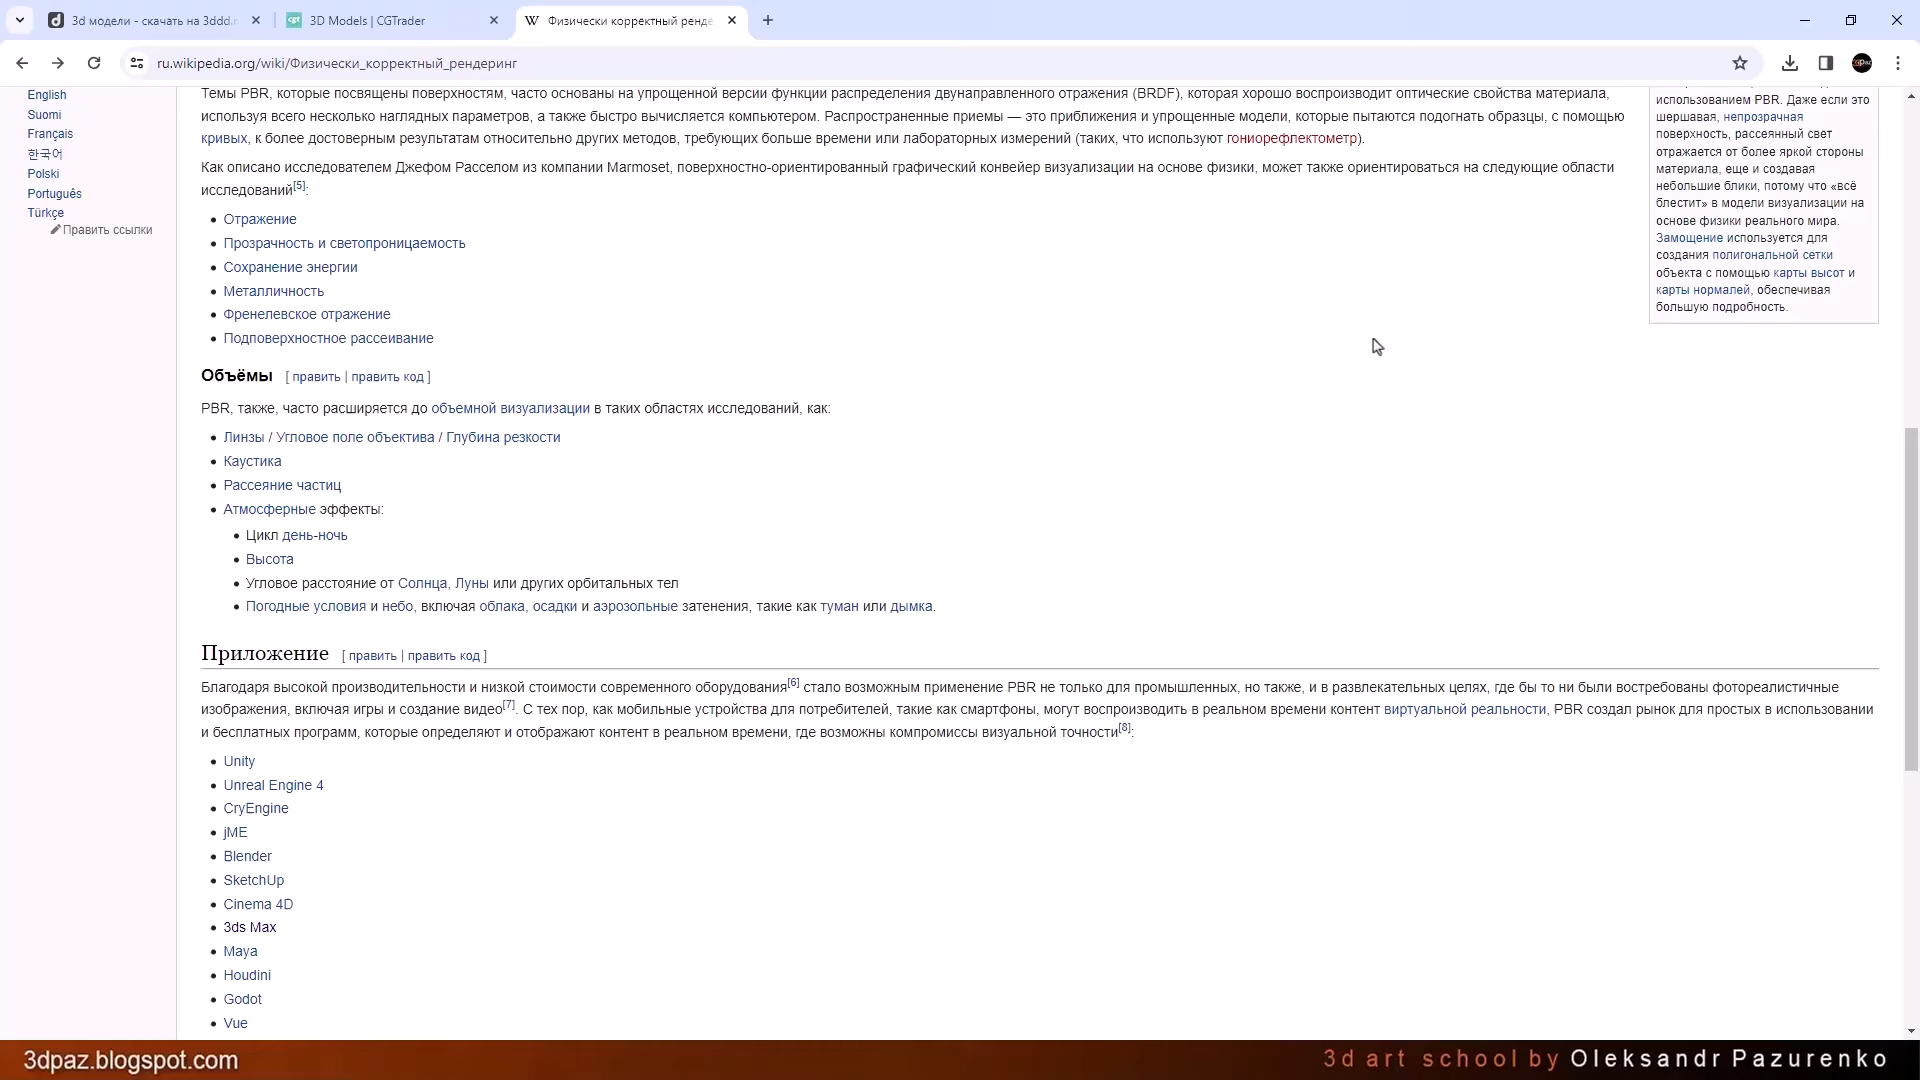 3d модели - скачать на 3ddd.r
3D Models | CGTrader
Физически корректный ренде
ru.wikipedia.org/wiki/Физически_корректный_рендеринг
English
Suomi
Français
한국어
Polski
Português
Türkçe
Править ссылки
Темы PBR, которые посвящены поверхностям, часто основаны на упрощенной версии функции распределения двунаправленного отражения (BRDF), которая хорошо воспроизводит оптические свойства материала,
используя всего несколько наглядных параметров, а также быстро вычисляется компьютером. Распространенные приемы — это приближения и упрощенные модели, которые пытаются подогнать образцы, с помощью
кривых, к более достоверным результатам относительно других методов, требующих больше времени или лабораторных измерений (таких, что используют гониорефлектометр).
Как описано исследователем Джефом Расселом из компании Marmoset, поверхностно-ориентированный графический конвейер визуализации на основе физики, может также ориентироваться на следующие области
исследований[5]:
Отражение
Прозрачность и светопроницаемость
Сохранение энергии
Металличность
Френелевское отражение
Подповерхностное рассеивание
использованием PBR. Даже если это
шершавая, непрозрачная
поверхность, рассеянный свет
отражается от более яркой стороны
материала, еще и создавая
небольшие блики, потому что «всё
блестит» в модели визуализации на
основе физики реального мира.
Замощение используется для
создания полигональной сетки
объекта с помощью карты высот и
карты нормалей, обеспечивая
большую подробность.
Объёмы [ править | править код ]
PBR, также, часто расширяется до объемной визуализации в таких областях исследований, как:
Линзы / Угловое поле объектива / Глубина резкости
Каустика
Рассеяние частиц
Атмосферные эффекты:
Цикл день-ночь
Высота
Угловое расстояние от Солнца, Луны или других орбитальных тел
Погодные условия и небо, включая облака, осадки и аэрозольные затенения, такие как туман или дымка.
Приложение [ править | править код ]
Благодаря высокой производительности и низкой стоимости современного оборудования[6] стало возможным применение PBR не только для промышленных, но также, и в развлекательных целях, где бы то ни были востребованы фотореалистичные
изображения, включая игры и создание видео[7]. С тех пор, как мобильные устройства для потребителей, такие как смартфоны, могут воспроизводить в реальном времени контент виртуальной реальности, PBR создал рынок для простых в использовании
и бесплатных программ, которые определяют и отображают контент в реальном времени, где возможны компромиссы визуальной точности[8]:
Unity
Unreal Engine 4
CryEngine
jME
Blender
SketchUp
Cinema 4D
3ds Max
Maya
Houdini
Godot
Vue
3dpaz.blogspot.com
3d art school by Oleksandr Pazurenko